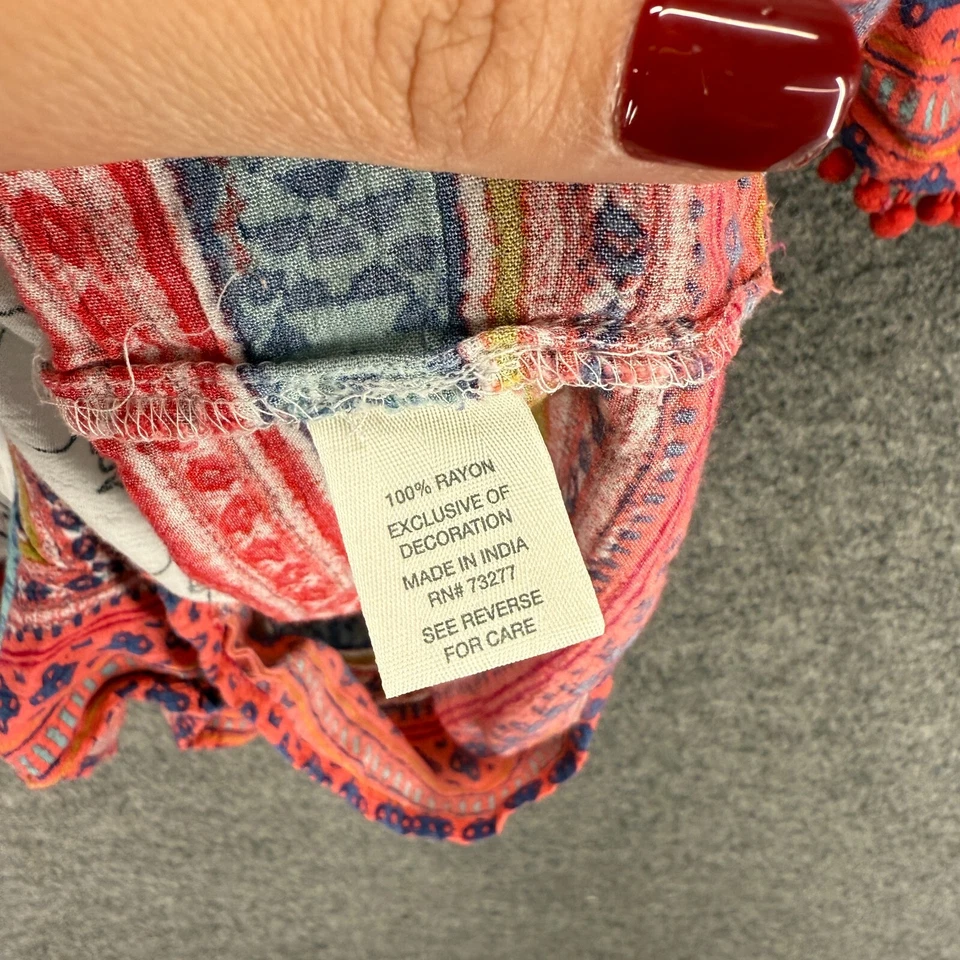 100% RAYON
EXCLUSIVE OF
DECORATION
MADE IN INDIA
RN# 73277
SEE REVERSE
FOR CARE